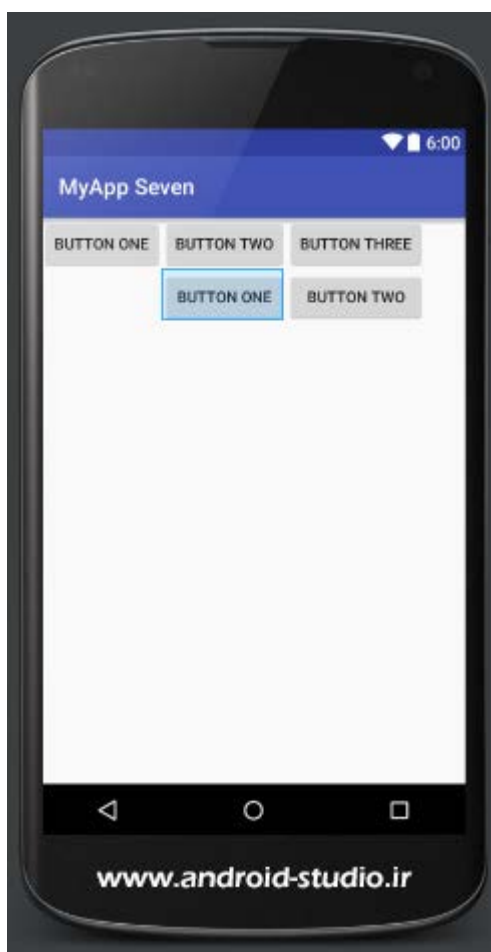 6:00
MyApp Seven
BUTTON ONE BUTTON TWO BUTTON THREE
BUTTON ONE BUTTON TWO
www.android-studio.ir